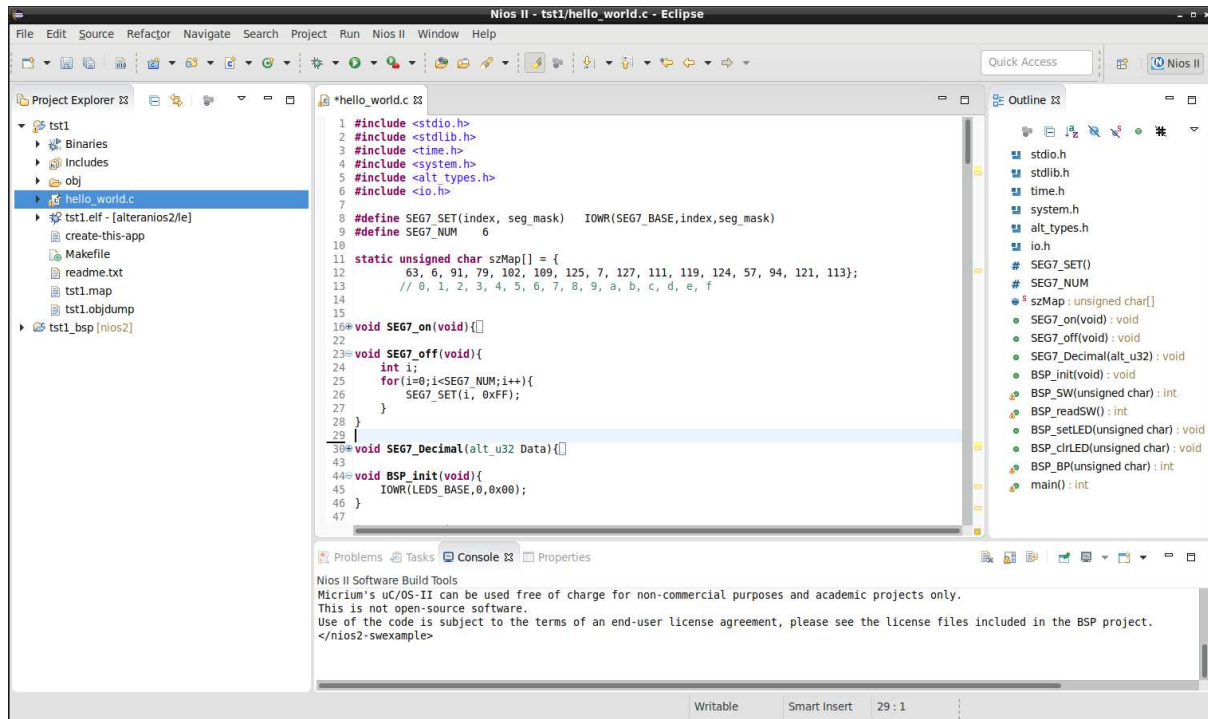 Nios II - tst1/hello_world.c - Eclipse
File Edit Source Refactor Navigate Search Project Run Nios II Window Help
Quick Access
Nios II
Project Explorer
tst1
Binaries
Includes
obj
hello_world.c
tst1.elf - [alteranios2/le]
create-this-app
Makefile
readme.txt
tst1.map
tst1.objdump
tst1_bsp [nios2]
*hello_world.c
1 #include <stdio.h>
2 #include <stdlib.h>
3 #include <time.h>
4 #include <system.h>
5 #include <alt_types.h>
6 #include <io.h>
7
8 #define SEG7_SET(index, seg_mask)   IOWR(SEG7_BASE,index,seg_mask)
9 #define SEG7_NUM    6
10
11 static unsigned char szMap[] = {
12         63, 6, 91, 79, 102, 109, 125, 7, 127, 111, 119, 124, 57, 94, 121, 113};
13        // 0, 1, 2, 3, 4, 5, 6, 7, 8, 9, a, b, c, d, e, f
14
15
16 void SEG7_on(void){
22
23 void SEG7_off(void){
24     int i;
25     for(i=0;i<SEG7_NUM;i++){
26         SEG7_SET(i, 0xFF);
27     }
28 }
29
30 void SEG7_Decimal(alt_u32 Data){
43
44 void BSP_init(void){
45     IOWR(LEDS_BASE,0,0x00);
46 }
47
Outline
stdio.h
stdlib.h
time.h
system.h
alt_types.h
io.h
# SEG7_SET()
# SEG7_NUM
S szMap : unsigned char[]
SEG7_on(void) : void
SEG7_off(void) : void
SEG7_Decimal(alt_u32) : void
BSP_init(void) : void
BSP_SW(unsigned char) : int
BSP_readSW() : int
BSP_setLED(unsigned char) : void
BSP_clrLED(unsigned char) : void
BSP_BP(unsigned char) : int
main() : int
Problems Tasks Console Properties
Nios II Software Build Tools
Micrium's uC/OS-II can be used free of charge for non-commercial purposes and academic projects only.
This is not open-source software.
Use of the code is subject to the terms of an end-user license agreement, please see the license files included in the BSP project.
</nios2-swexample>
Writable Smart Insert 29 : 1